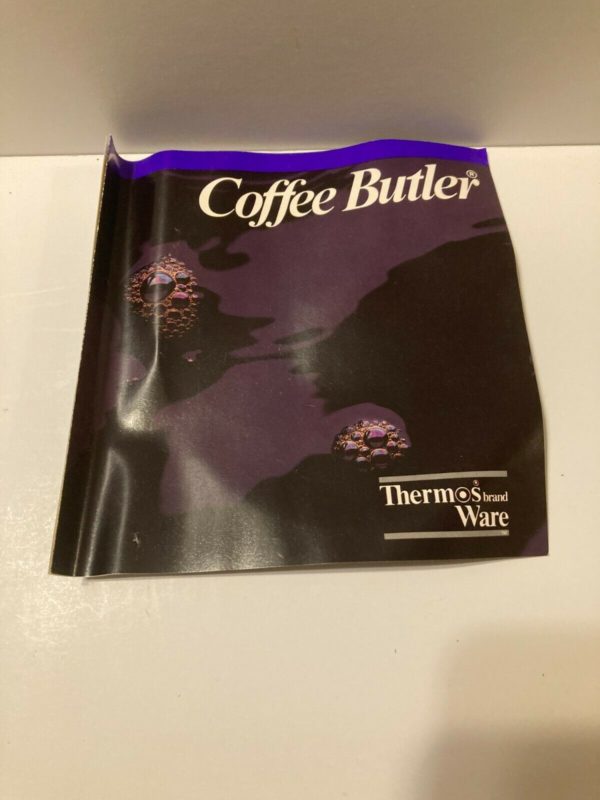 Coffee Butler®
Thermos® brand
Ware